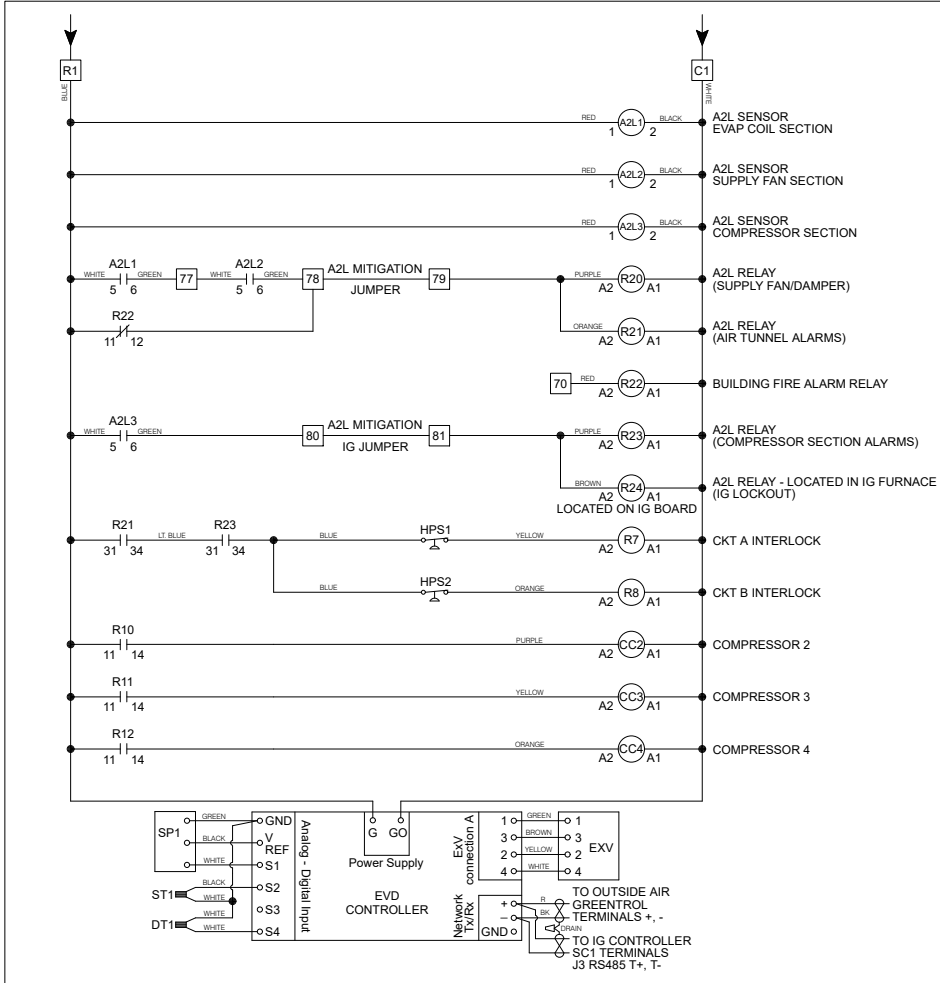 R1
C1
BLUE
WHITE
RED 1 A2L1 2 BLACK A2L SENSOR
EVAP COIL SECTION
RED 1 A2L2 2 BLACK A2L SENSOR
SUPPLY FAN SECTION
RED 1 A2L3 2 BLACK A2L SENSOR
COMPRESSOR SECTION
A2L1 A2L2 A2L MITIGATION
WHITE GREEN 77 WHITE GREEN 78 79 PURPLE R20 A2L RELAY
5 6 5 6 JUMPER A2 A1 (SUPPLY FAN/DAMPER)
R22
11 12 ORANGE A2 R21 A1 A2L RELAY
(AIR TUNNEL ALARMS)
70 RED A2 R22 A1 BUILDING FIRE ALARM RELAY
A2L3 A2L MITIGATION
WHITE GREEN 80 81 PURPLE R23 A2L RELAY
5 6 IG JUMPER A2 A1 (COMPRESSOR SECTION ALARMS)
BROWN A2 R24 A1 A2L RELAY - LOCATED IN IG FURNACE
(IG LOCKOUT)
LOCATED ON IG BOARD
R21 R23 HPS1
31 34 LT. BLUE 31 34 BLUE YELLOW A2 R7 A1 CKT A INTERLOCK
HPS2
BLUE ORANGE A2 R8 A1 CKT B INTERLOCK
R10
11 14 PURPLE A2 CC2 A1 COMPRESSOR 2
R11
11 14 YELLOW A2 CC3 A1 COMPRESSOR 3
R12
11 14 ORANGE A2 CC4 A1 COMPRESSOR 4
SP1
GREEN GND
BLACK V REF
WHITE S1
ST1 BLACK S2
WHITE
S3
DT1 WHITE
WHITE S4
Analog - Digital Input
G GO
Power Supply
EVD
CONTROLLER
ExV
connection A
1 GREEN 1
3 BROWN 3
2 YELLOW 2
4 WHITE 4
EXV
Network
Tx/Rx
+ R
– BK
GND
DRAIN
TO OUTSIDE AIR
GREENTROL
TERMINALS +, -
TO IG CONTROLLER
SC1 TERMINALS
J3 RS485 T+, T-